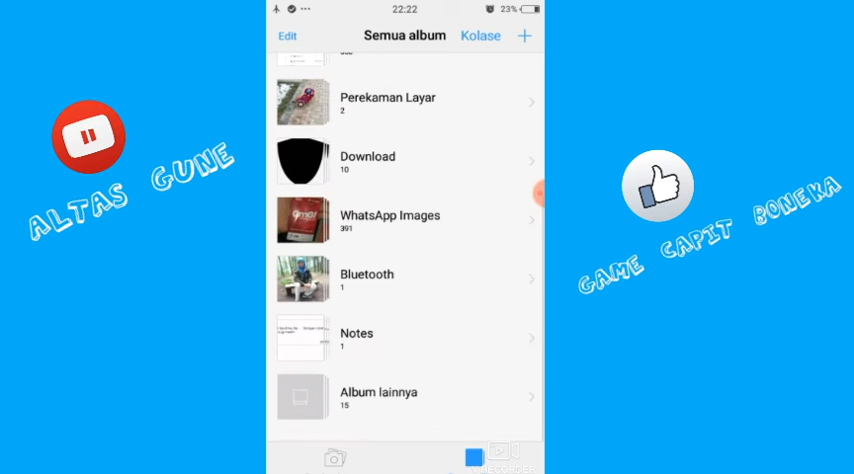 22:22
23%
Edit
Semua album
Kolase
Perekaman Layar
2
Download
10
WhatsApp Images
391
Bluetooth
1
Notes
1
Album lainnya
15
RECORDER
ALTAS GUNE
GAME CAPIT BONEKA